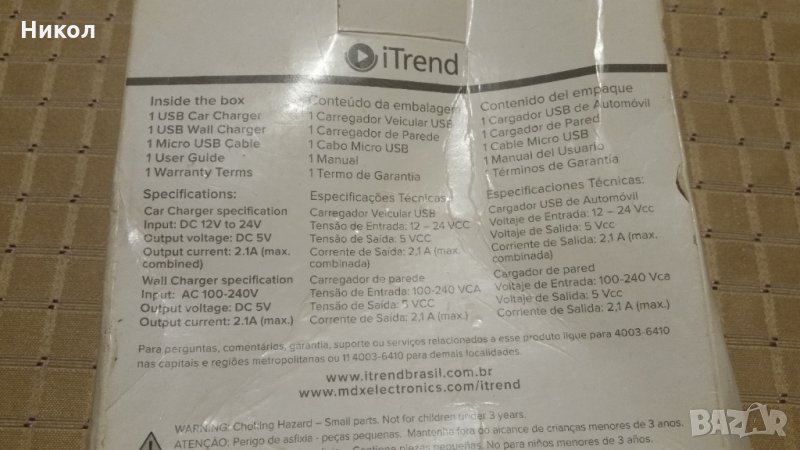 Никол
iTrend
Inside the box
1 USB Car Charger
1 USB Wall Charger
1 Micro USB Cable
1 User Guide
1 Warranty Terms
Specifications:
Car Charger specification
Input: DC 12V to 24V
Output voltage: DC 5V
Output current: 2.1A (max. combined)
Wall Charger specification
Input: AC 100-240V
Output voltage: DC 5V
Output current: 2.1A (max.)
Conteúdo da embalagem
1 Carregador Veicular USB
1 Carregador de Parede
1 Cabo Micro USB
1 Manual
1 Termo de Garantia
Especificações Técnicas:
Carregador Veicular USB
Tensão de Entrada: 12 – 24 VCC
Tensão de Saída: 5 VCC
Corrente de Saída: 2,1 A (max. combinada)
Carregador de parede
Tensão de Entrada: 100-240 VCA
Tensão de Saída: 5 VCC
Corrente de Saída: 2,1 A (max.)
Contenido del empaque
1 Cargador USB de Automóvil
1 Cargador de Pared
1 Cable Micro USB
1 Manual del Usuario
Términos de Garantía
Especificaciones Técnicas:
Cargador USB de Automóvil
Voltaje de Entrada: 12 – 24 Vcc
Voltaje de Salida: 5 Vcc
Corriente de Salida: 2,1 A (max. combinada)
Cargador de pared
Voltaje de Entrada: 100-240 Vca
Voltaje de Salida: 5 Vcc
Corriente de Salida: 2,1 A (max.)
Para perguntas, comentários, garantia, suporte ou serviços relacionados a esse produto ligue para 4003-6410
nas capitais e regiões metropolitanas ou 11 4003-6410 para demais localidades.
www.itrendbrasil.com.br
www.mdxelectronics.com/itrend
WARNING: Choking Hazard – Small parts. Not for children under 3 years.
ATENÇÃO: Perigo de asfixia - peças pequenas. Mantenha fora do alcance de crianças menores de 3 anos.
Contiene piezas pequeñas. No para niños menores de 3 años.
BAZAR